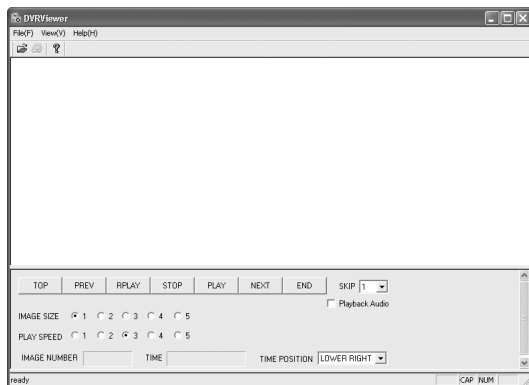 DVRViewer
File(F) View(V) Help(H)
TOP PREV RPLAY STOP PLAY NEXT END SKIP 1
Playback Audio
IMAGE SIZE 1 2 3 4 5
PLAY SPEED 1 2 3 4 5
IMAGE NUMBER TIME TIME POSITION LOWER RIGHT
ready CAP NUM